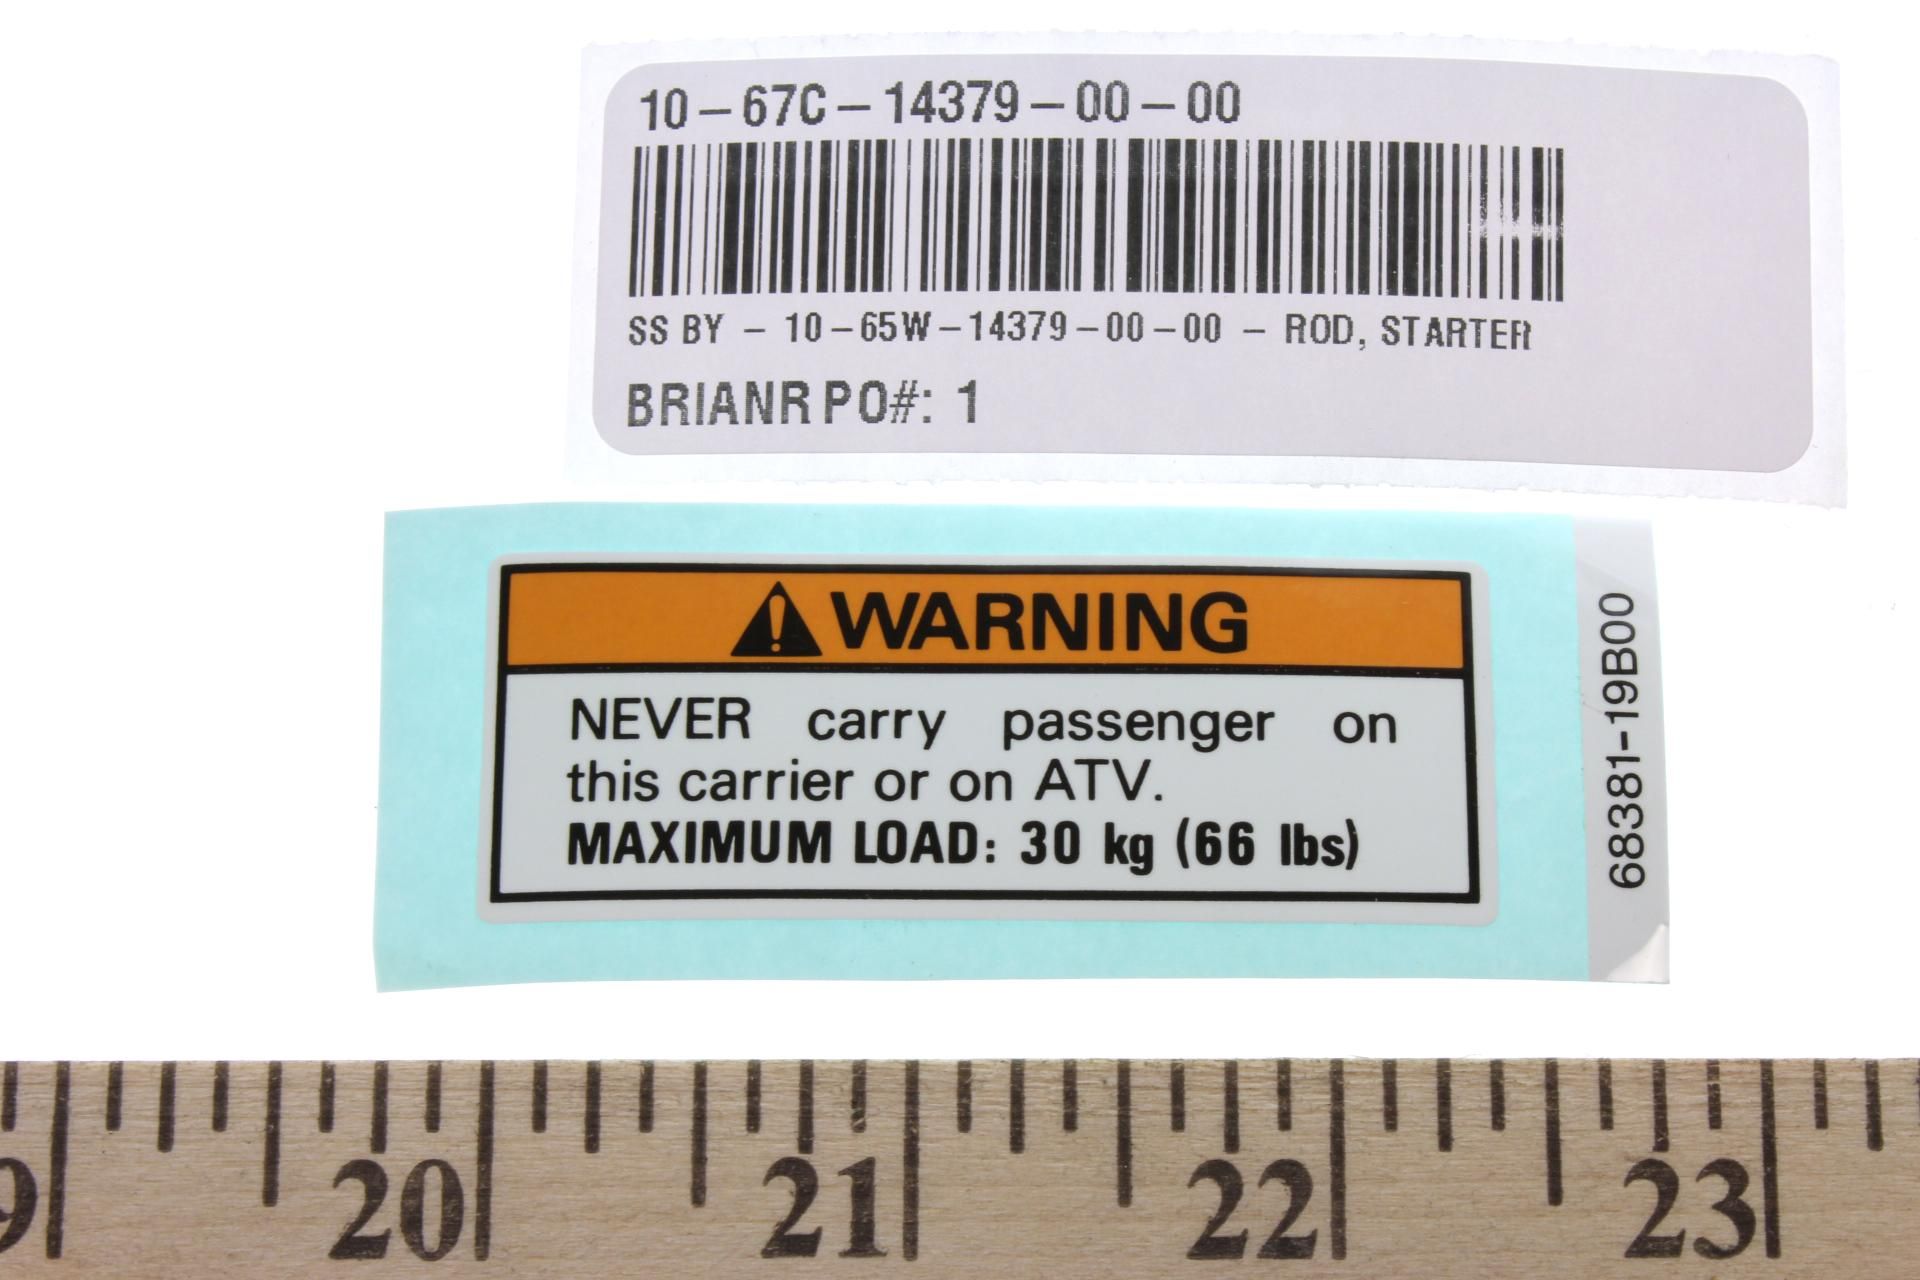 10-67C-14379-00-00
SS BY - 10-65W-14379-00-00 - ROD, STARTER
BRIANR PO#: 1
WARNING
NEVER carry passenger on
this carrier or on ATV.
MAXIMUM LOAD: 30 kg (66 lbs)
68381-19B00
9 20 21 22 23